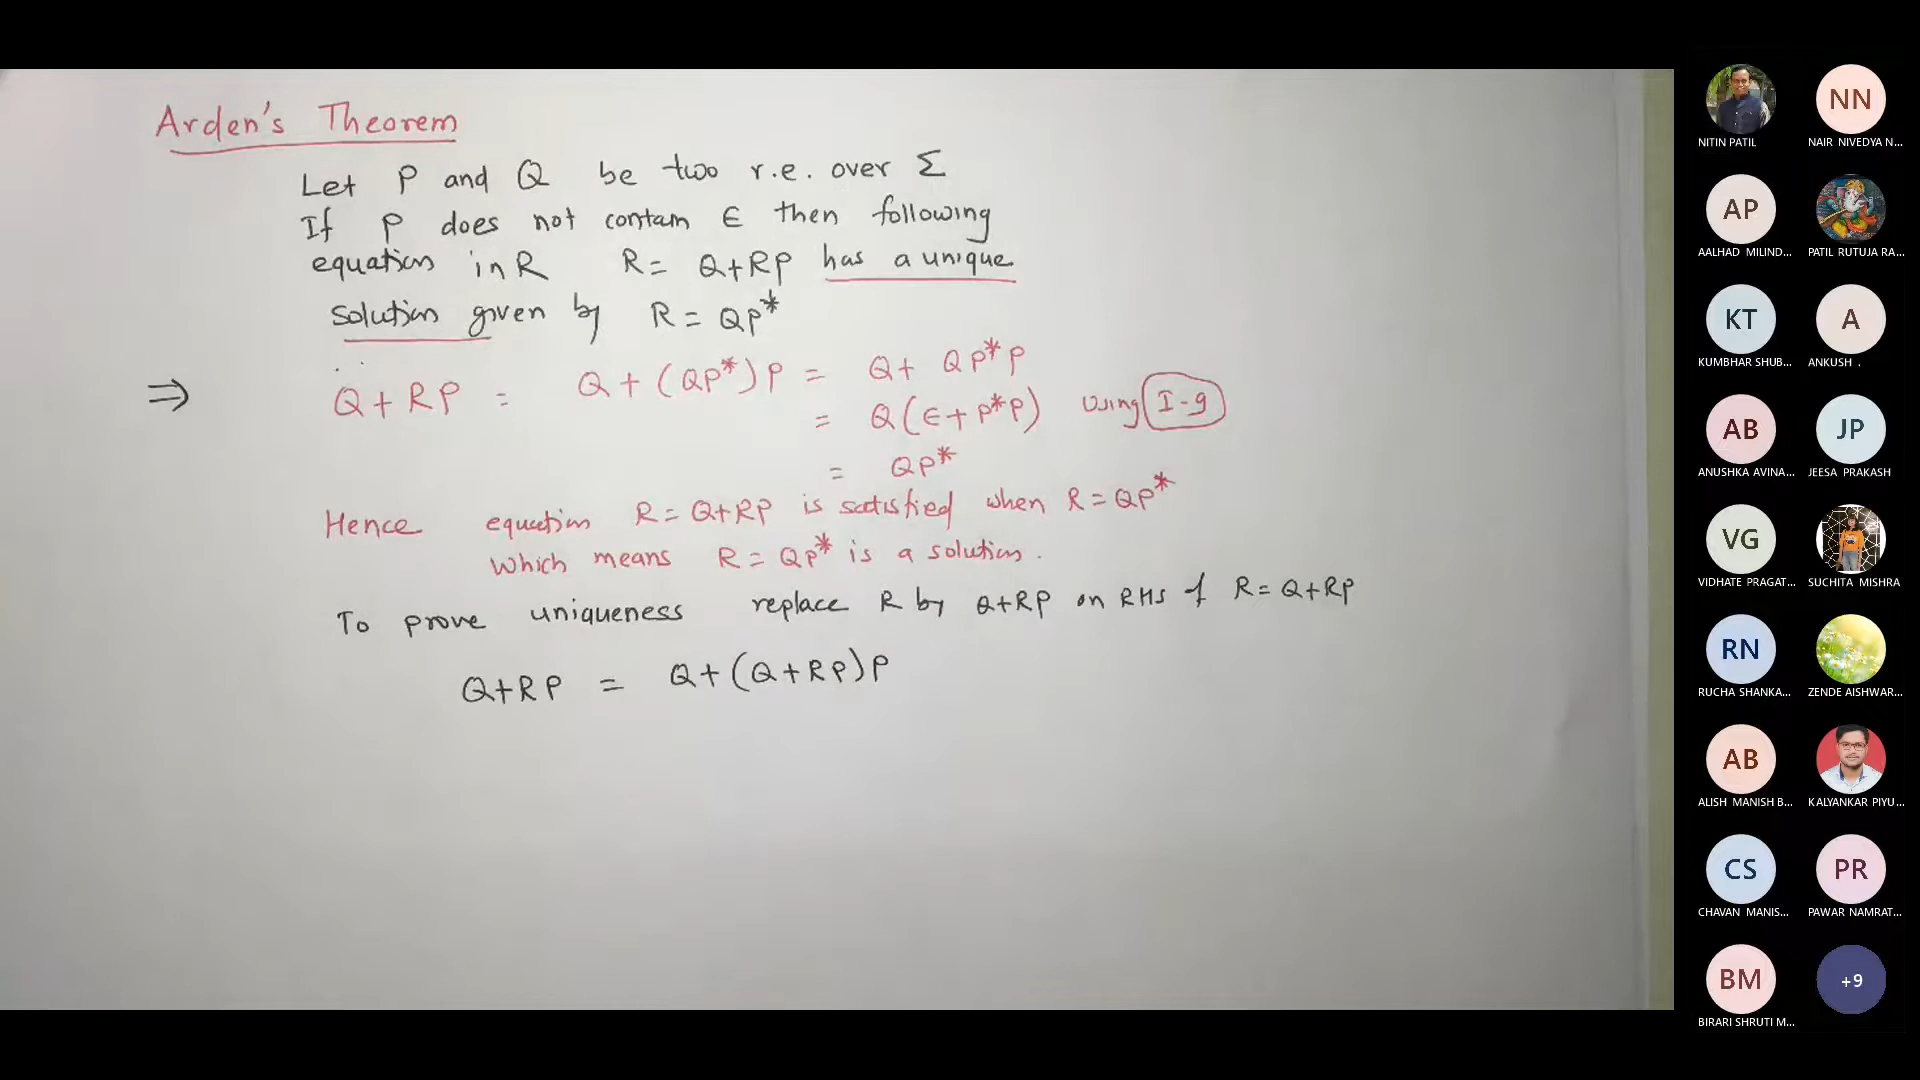 Arden's Theorem
Let P and Q be two r.e. over Σ
If P does not contain ϵ then following
equation in R R = Q+RP has a unique
solution given by R = QP*
⇒ Q + RP = Q + (QP*)P = Q + QP*P
= Q(ϵ + P*P) using I-9
= QP*
Hence equation R = Q+RP is satisfied when R = QP*
Which means R = QP* is a solution.
To prove uniqueness replace R by Q+RP on RHS of R = Q+RP
Q+RP = Q+(Q+RP)P
NITIN PATIL
NN
NAIR NIVEDYA N...
AP
AALHAD MILIND...
PATIL RUTUJA RA...
KT
KUMBHAR SHUB...
A
ANKUSH .
AB
ANUSHKA AVINA...
JP
JEESA PRAKASH
VG
VIDHATE PRAGAT...
SUCHITA MISHRA
RN
RUCHA SHANKA...
ZENDE AISHWAR...
AB
ALISH MANISH B...
KALYANKAR PIYU...
CS
CHAVAN MANIS...
PR
PAWAR NAMRAT...
BM
BIRARI SHRUTI M...
+9